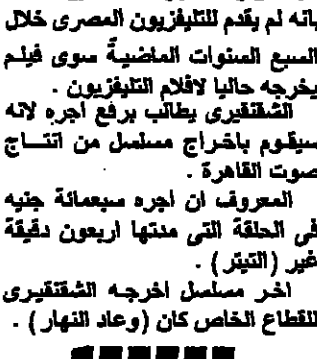 بانه لم يقدم للتليفزيون المصرى خلال
السبع السنوات الماضية سوى فيلم
يخرجه حاليا لافلام التليفزيون .
الشقنقيرى يطالب برفع اجره لانه
سيقوم باخراج مسلسل من انتاج
صوت القاهرة .
المعروف ان اجره سبعمائة جنيه
فى الحلقة التى مدتها اربعون دقيقة
غير ( التيتر ) .
اخر مسلسل اخرجه الشقنقيرى
للقطاع الخاص كان ( وعاد النهار ) .